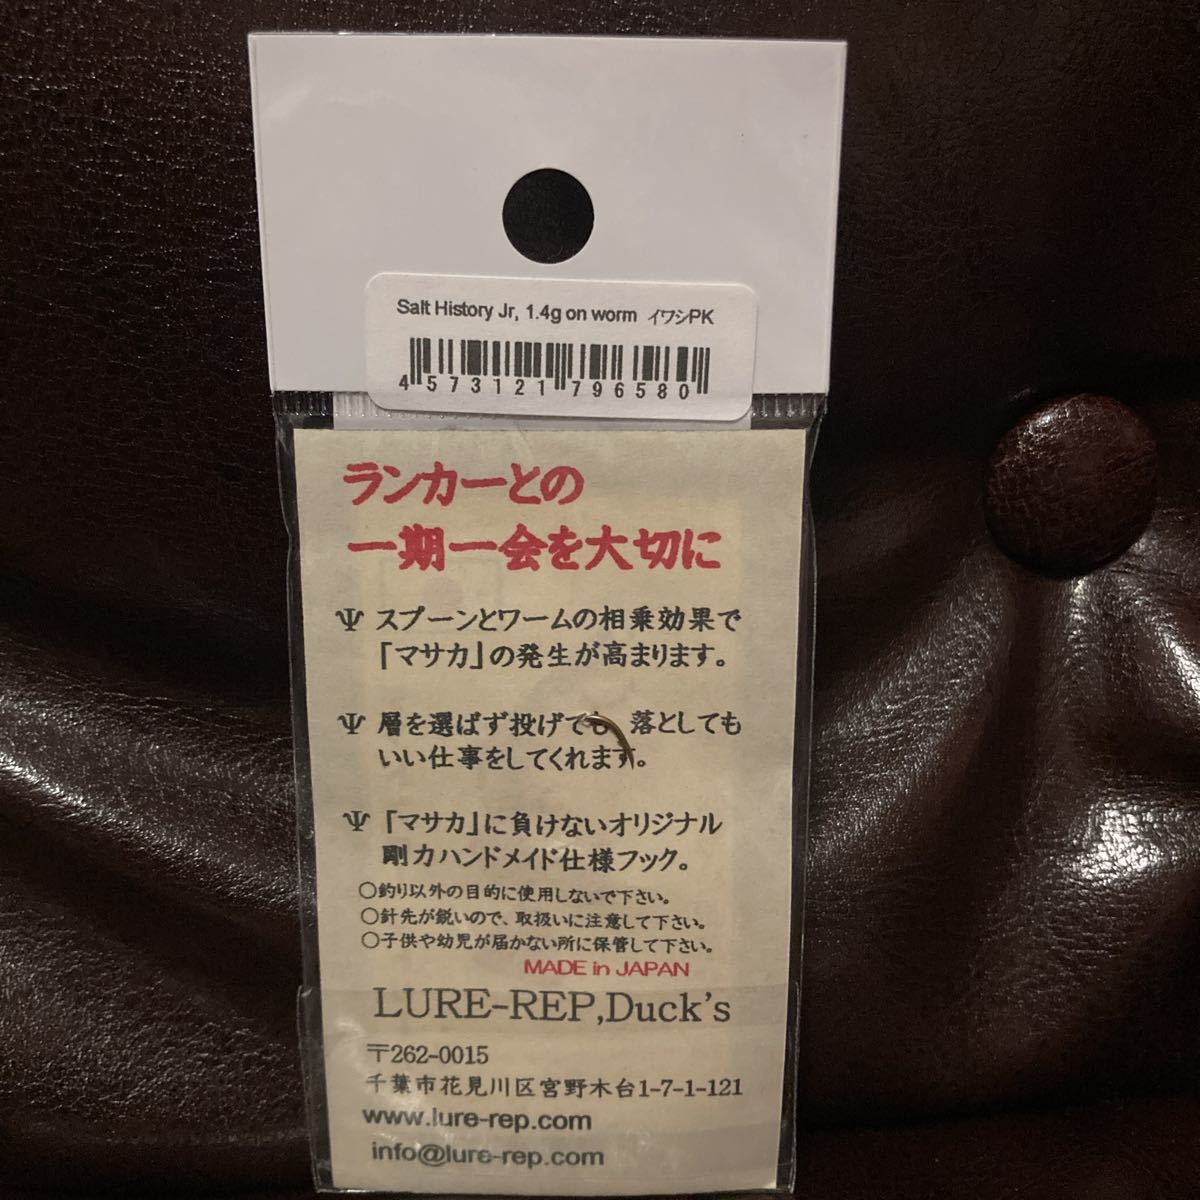 Salt History Jr, 1.4g on worm イワシPK
4 573121 796580
ランカーとの
一期一会を大切に
Ψ スプーンとワームの相乗効果で
「マサカ」の発生が高まります。
Ψ 層を選ばず投げても、落としても
いい仕事をしてくれます。
Ψ 「マサカ」に負けないオリジナル
剛力ハンドメイド仕様フック。
○釣り以外の目的に使用しないで下さい。
○針先が鋭いので、取扱いに注意して下さい。
○子供や幼児が届かない所に保管して下さい。
MADE in JAPAN
LURE-REP,Duck's
〒262-0015
千葉市花見川区宮野木台1-7-1-121
www.lure-rep.com
info@lure-rep.com